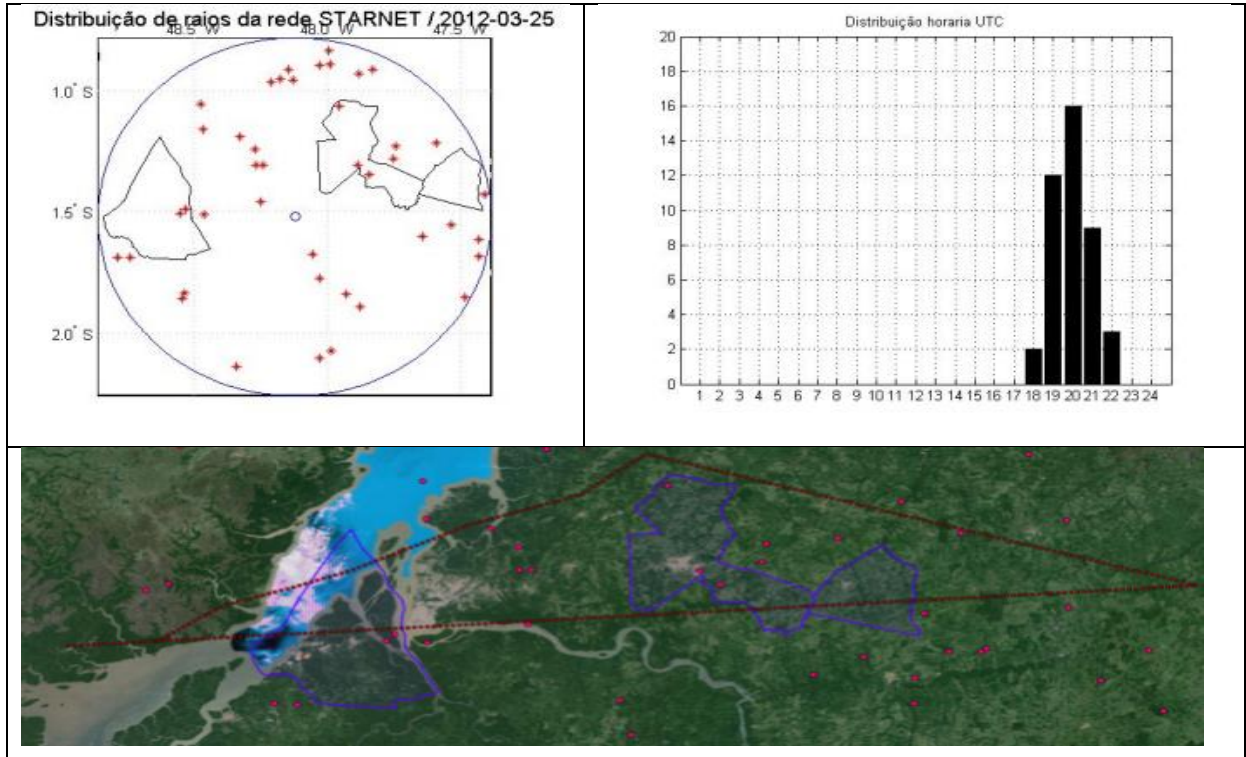 Distribuição de raios da rede STARNET / 2012-03-25
48.5° W 48.0° W 47.5° W
1.0° S
1.5° S
2.0° S
Distribuição horaria UTC
20
18
16
14
12
10
8
6
4
2
0
1 2 3 4 5 6 7 8 9 10 11 12 13 14 15 16 17 18 19 20 21 22 23 24